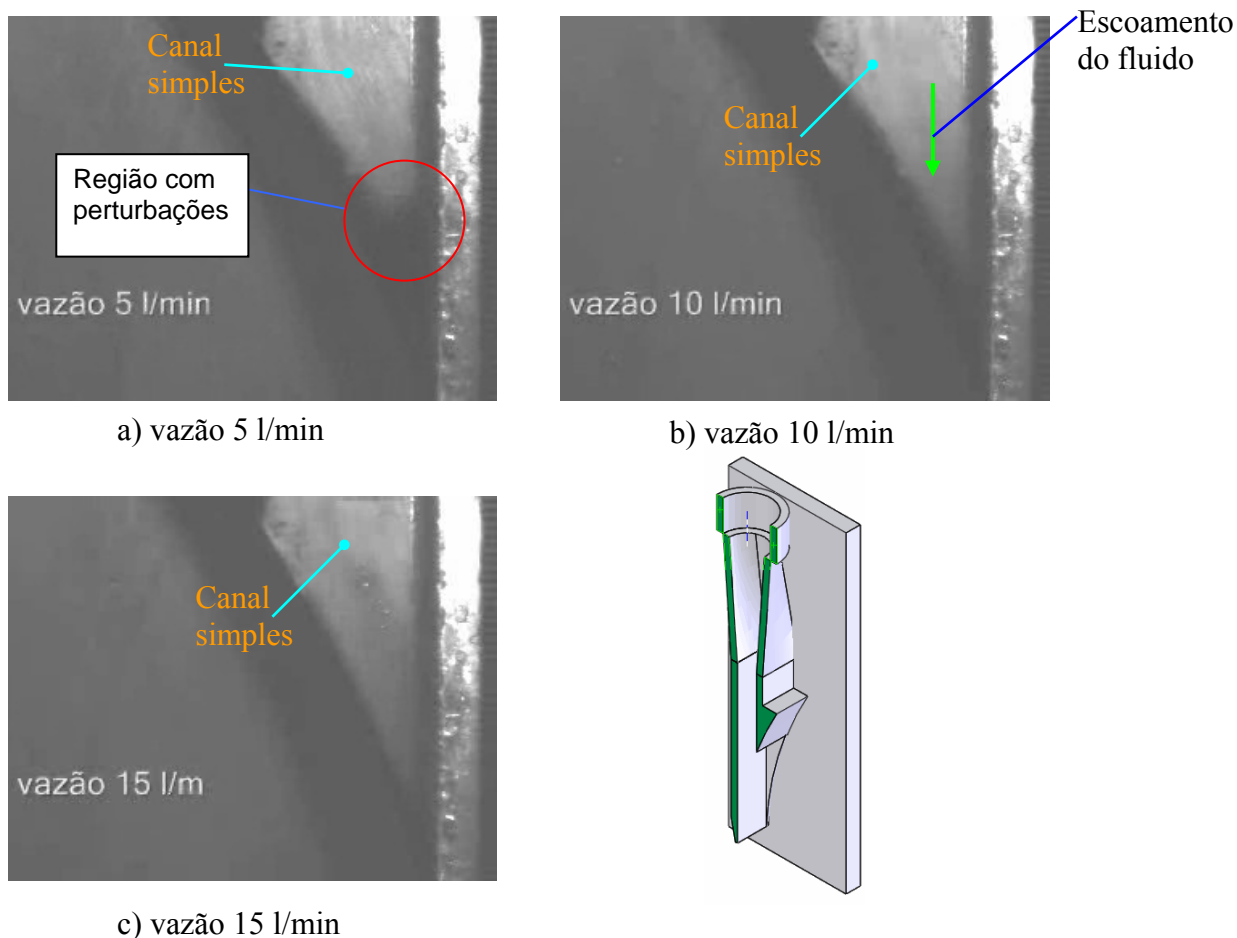 Canal
simples
Região com
perturbações
vazão 5 l/min
a) vazão 5 l/min
Escoamento
do fluido
Canal
simples
vazão 10 l/min
b) vazão 10 l/min
Canal
simples
vazão 15 l/m
c) vazão 15 l/min